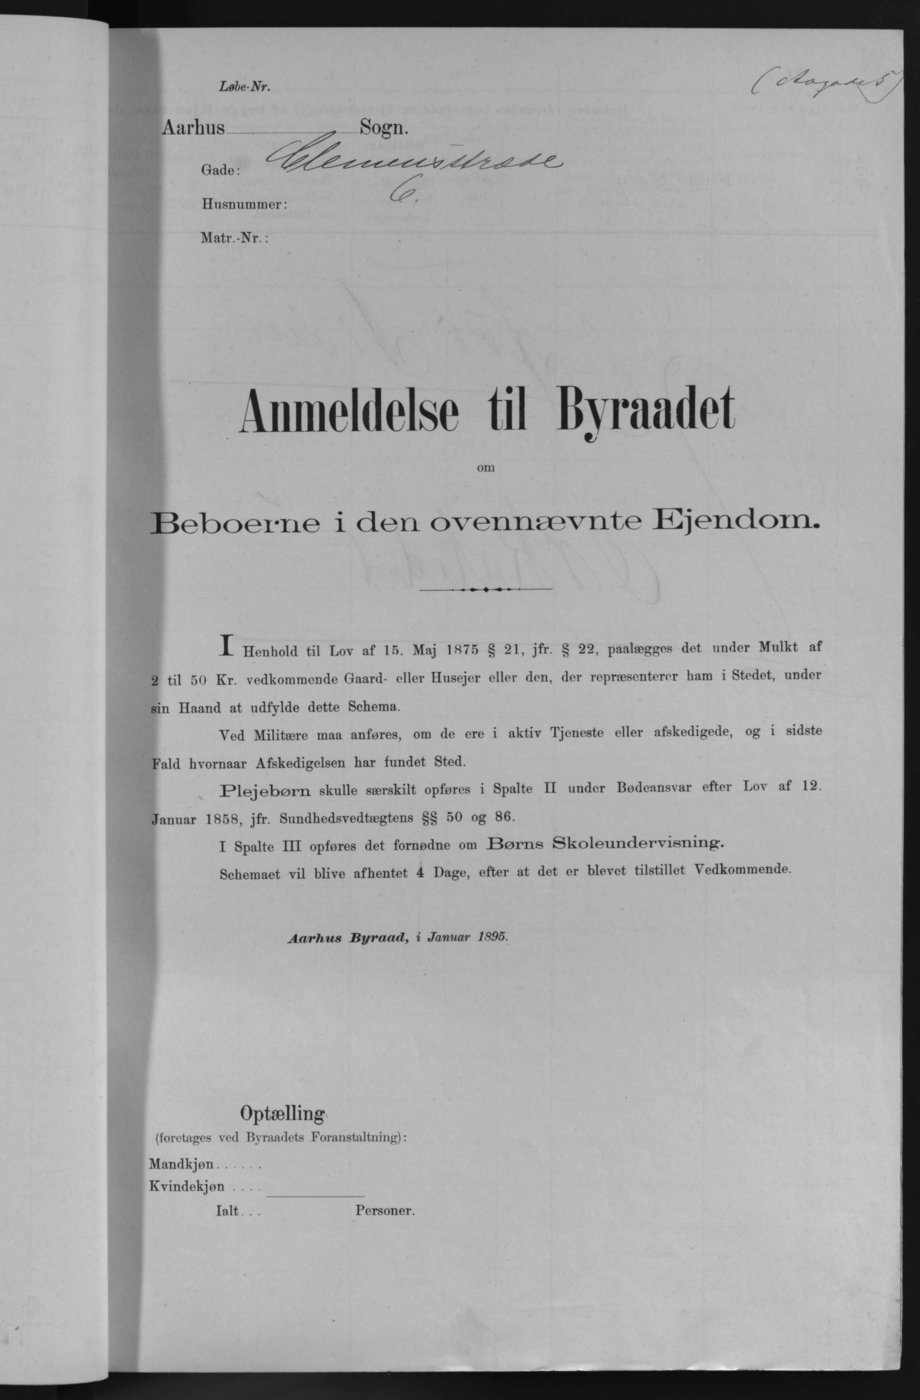 Løbe-Nr.
(Aagade 5)
Aarhus Sogn.
Gade: Clemensstræde
Husnummer: 6.
Matr.-Nr.:
Anmeldelse til Byraadet
om
Beboerne i den ovennævnte Ejendom.
I Henhold til Lov af 15. Maj 1875 § 21, jfr. § 22, paalægges det under Mulkt af
2 til 50 Kr. vedkommende Gaard- eller Husejer eller den, der repræsenterer ham i Stedet, under
sin Haand at udfylde dette Schema.
Ved Militære maa anføres, om de ere i aktiv Tjeneste eller afskedigede, og i sidste
Fald hvornaar Afskedigelsen har fundet Sted.
Plejebørn skulle særskilt opføres i Spalte II under Bødeansvar efter Lov af 12.
Januar 1858, jfr. Sundhedsvedtægtens §§ 50 og 86.
I Spalte III opføres det fornødne om Børns Skoleundervisning.
Schemaet vil blive afhentet 4 Dage, efter at det er blevet tilstillet Vedkommende.
Aarhus Byraad, i Januar 1895.
Optælling
(foretages ved Byraadets Foranstaltning):
Mandkjøn......
Kvindekjøn ....
Ialt... Personer.